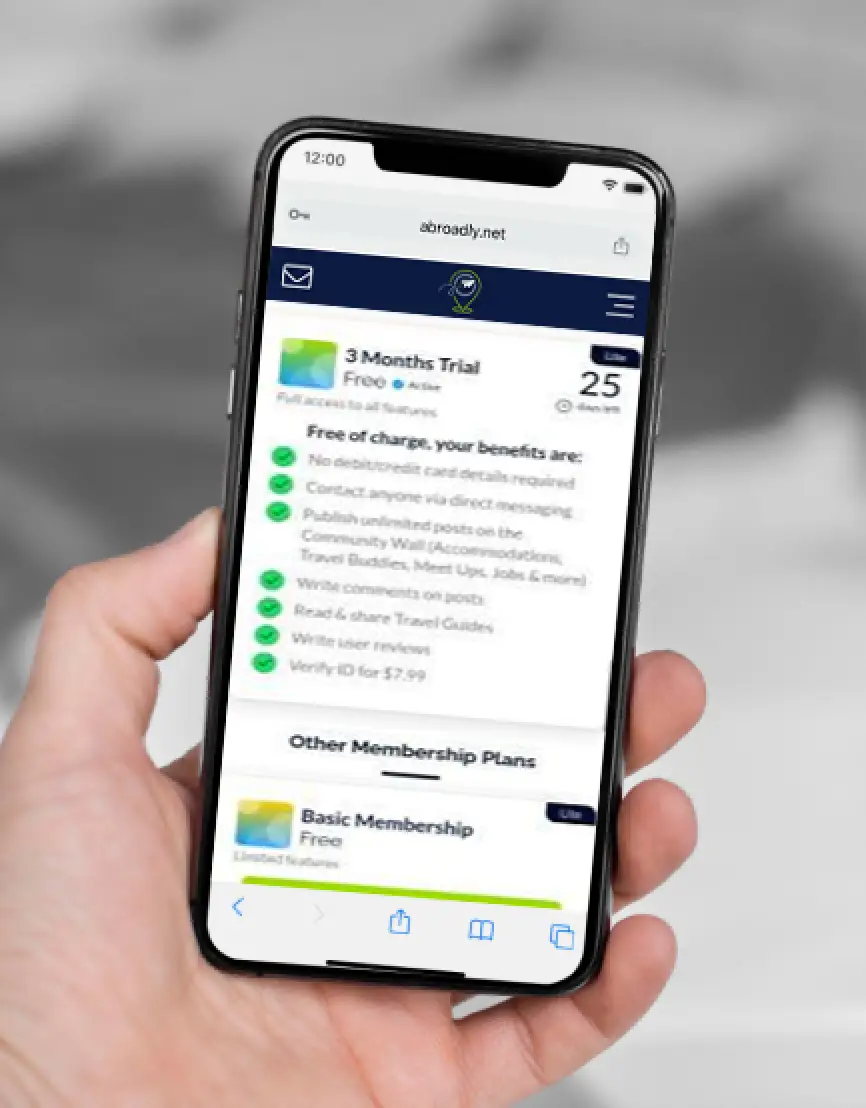 12:00
abroadly.net
Lite
3 Months Trial
25
Free Active
days left
Full access to all features
Free of charge, your benefits are:
No debit/credit card details required
Contact anyone via direct messaging
Publish unlimited posts on the
Community Wall (Accommodations,
Travel Buddies, Meet Ups, Jobs & more)
Write comments on posts
Read & share Travel Guides
Write user reviews
Verify ID for $7.99
Other Membership Plans
Lite
Basic Membership
Free
Limited features